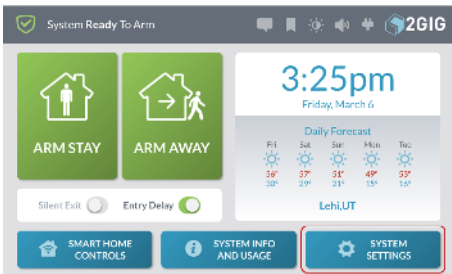 System Ready To Arm
2GIG
ARM STAY
ARM AWAY
3:25pm
Friday, March 6
Daily Forecast
Fri Sat Sun Mon Tue
56° 57° 51° 49° 53°
30° 29° 21° 15° 16°
Lehi,UT
Silent Exit
Entry Delay
SMART HOME
CONTROLS
SYSTEM INFO
AND USAGE
SYSTEM
SETTINGS